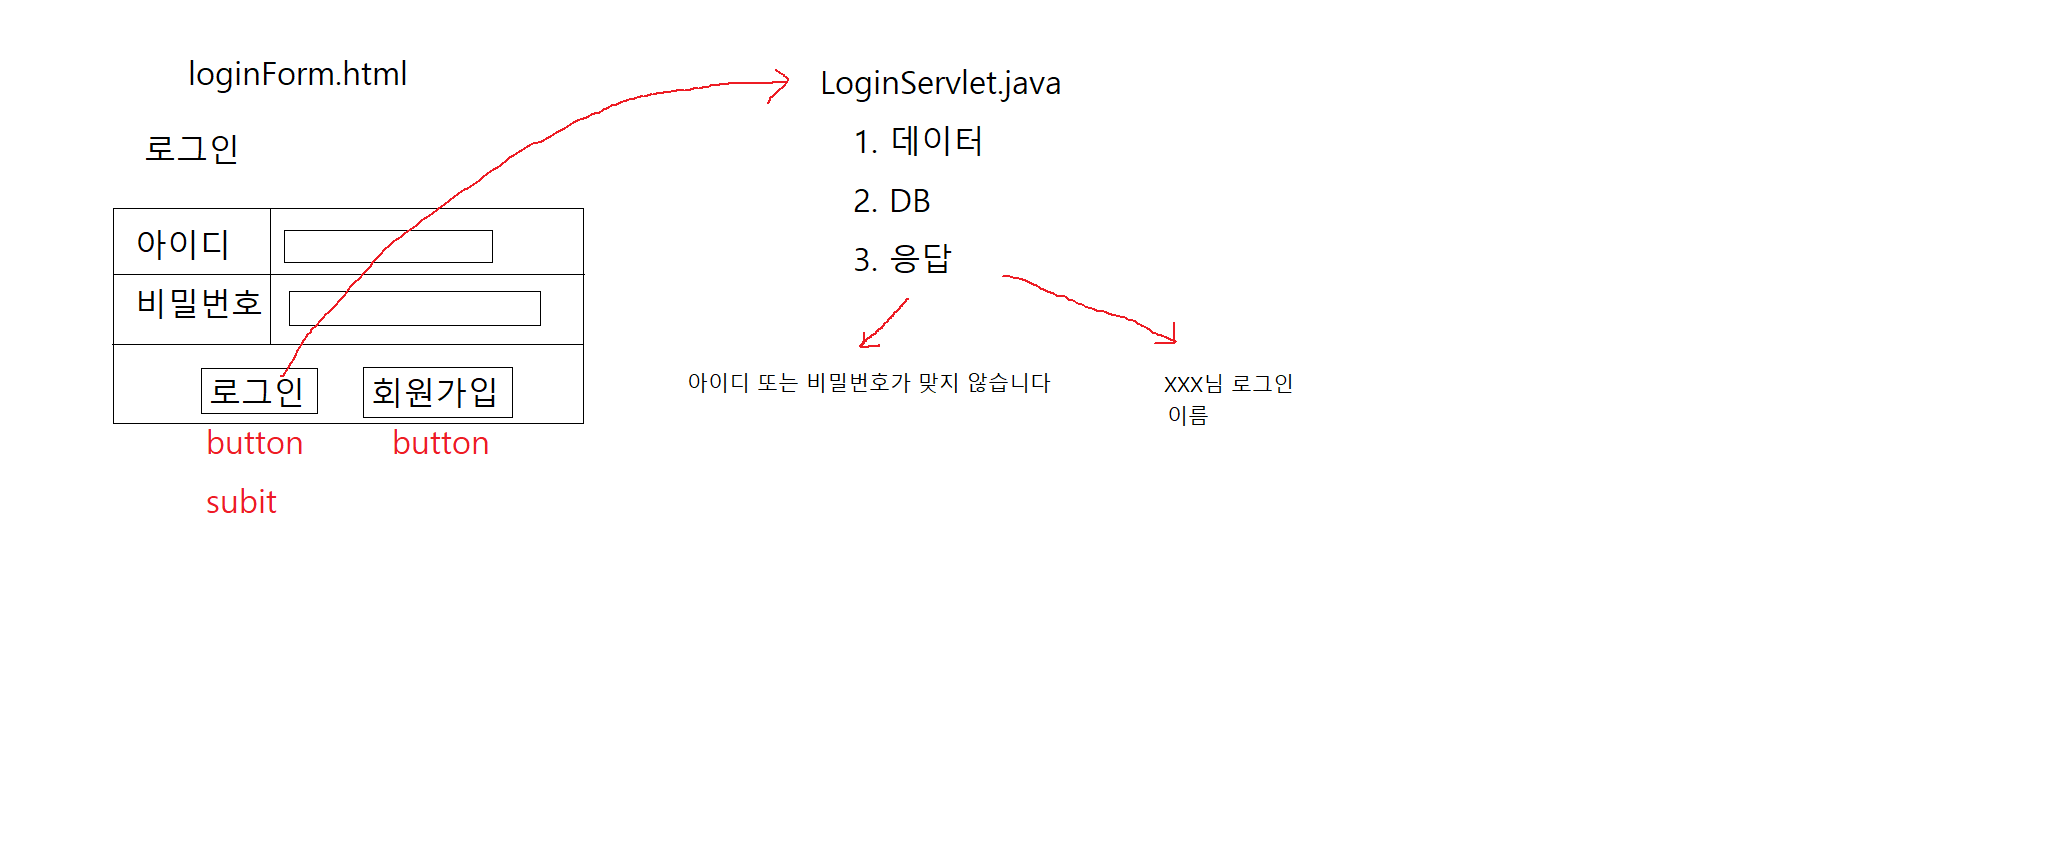 loginForm.html
로그인
아이디
비밀번호
로그인 회원가입
button button
subit
LoginServlet.java
1. 데이터
2. DB
3. 응답
아이디 또는 비밀번호가 맞지 않습니다
XXX님 로그인
이름